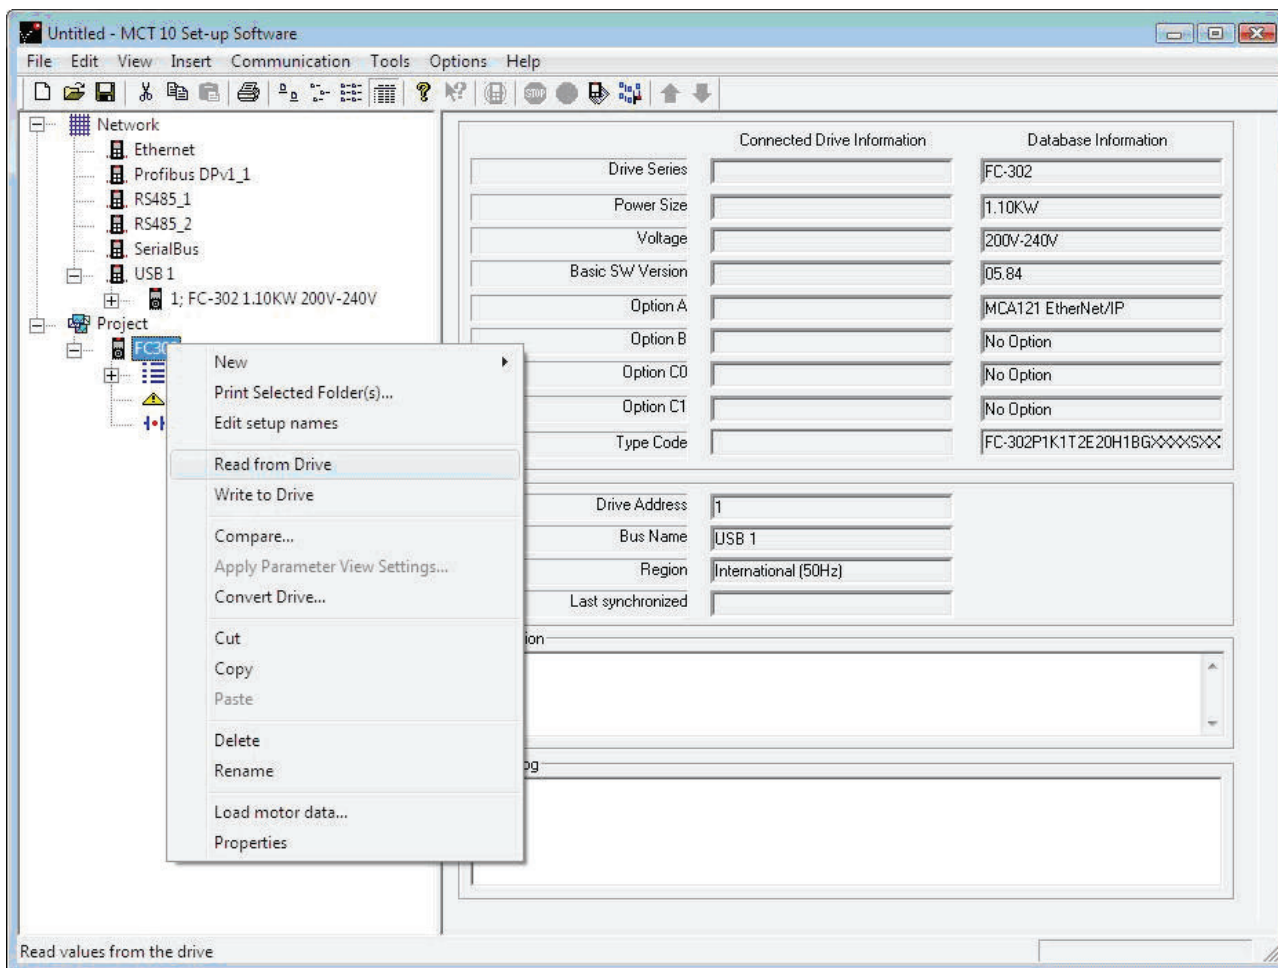 Untitled - MCT 10 Set-up Software
File Edit View Insert Communication Tools Options Help
STOP
Network
Ethernet
Profibus DPv1_1
RS485_1
RS485_2
SerialBus
USB 1
1; FC-302 1.10KW 200V-240V
Project
New
Print Selected Folder(s)...
Edit setup names
Read from Drive
Write to Drive
Compare...
Apply Parameter View Settings...
Convert Drive...
Cut
Copy
Paste
Delete
Rename
Load motor data...
Properties
Connected Drive Information Database Information
Drive Series FC-302
Power Size 1.10KW
Voltage 200V-240V
Basic SW Version 05.84
Option A MCA121 EtherNet/IP
Option B No Option
Option C0 No Option
Option C1 No Option
Type Code FC-302P1K1T2E20H1BGXXXXSXX
Drive Address 1
Bus Name USB 1
Region International (50Hz)
Last synchronized
Read values from the drive